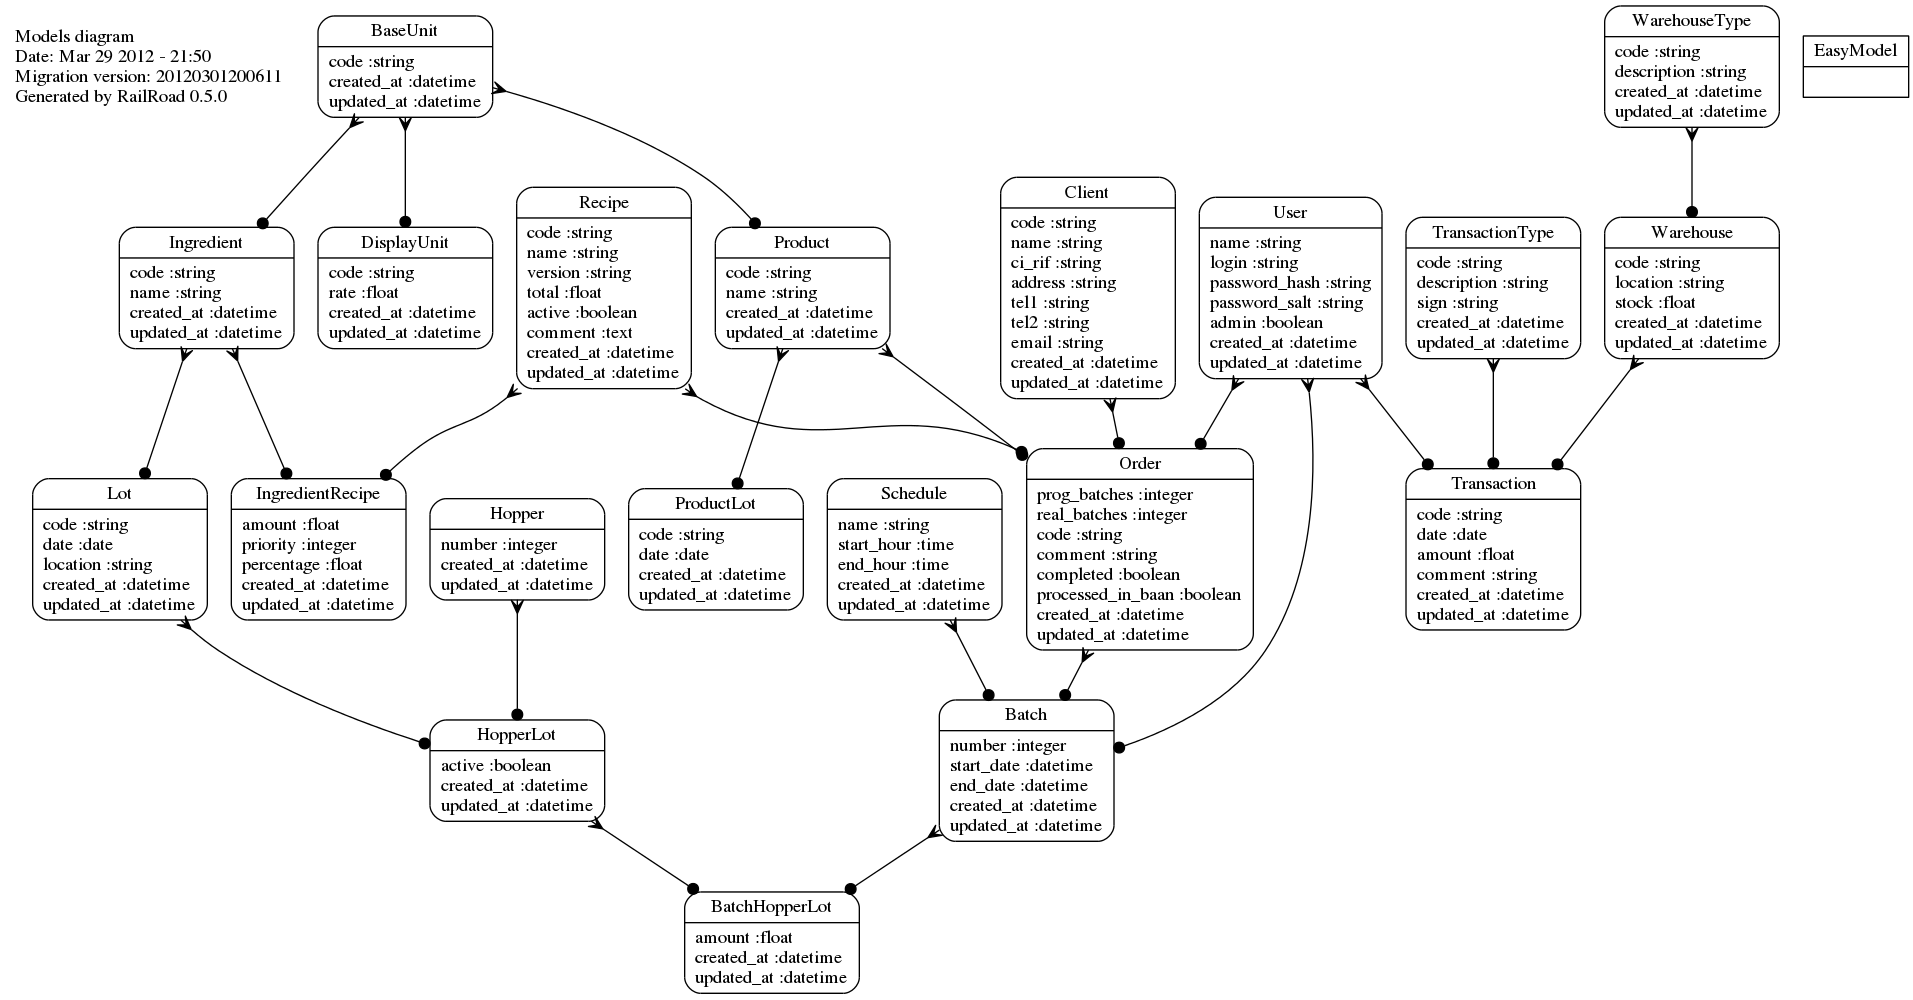 Models diagram
Date: Mar 29 2012 - 21:50
Migration version: 20120301200611
Generated by RailRoad 0.5.0
BaseUnit
code :string
created_at :datetime
updated_at :datetime
WarehouseType
code :string
description :string
created_at :datetime
updated_at :datetime
EasyModel
Ingredient
code :string
name :string
created_at :datetime
updated_at :datetime
DisplayUnit
code :string
rate :float
created_at :datetime
updated_at :datetime
Recipe
code :string
name :string
version :string
total :float
active :boolean
comment :text
created_at :datetime
updated_at :datetime
Product
code :string
name :string
created_at :datetime
updated_at :datetime
Client
code :string
name :string
ci_rif :string
address :string
tel1 :string
tel2 :string
email :string
created_at :datetime
updated_at :datetime
User
name :string
login :string
password_hash :string
password_salt :string
admin :boolean
created_at :datetime
updated_at :datetime
TransactionType
code :string
description :string
sign :string
created_at :datetime
updated_at :datetime
Warehouse
code :string
location :string
stock :float
created_at :datetime
updated_at :datetime
Lot
code :string
date :date
location :string
created_at :datetime
updated_at :datetime
IngredientRecipe
amount :float
priority :integer
percentage :float
created_at :datetime
updated_at :datetime
Hopper
number :integer
created_at :datetime
updated_at :datetime
ProductLot
code :string
date :date
created_at :datetime
updated_at :datetime
Schedule
name :string
start_hour :time
end_hour :time
created_at :datetime
updated_at :datetime
Order
prog_batches :integer
real_batches :integer
code :string
comment :string
completed :boolean
processed_in_baan :boolean
created_at :datetime
updated_at :datetime
Transaction
code :string
date :date
amount :float
comment :string
created_at :datetime
updated_at :datetime
HopperLot
active :boolean
created_at :datetime
updated_at :datetime
Batch
number :integer
start_date :datetime
end_date :datetime
created_at :datetime
updated_at :datetime
BatchHopperLot
amount :float
created_at :datetime
updated_at :datetime